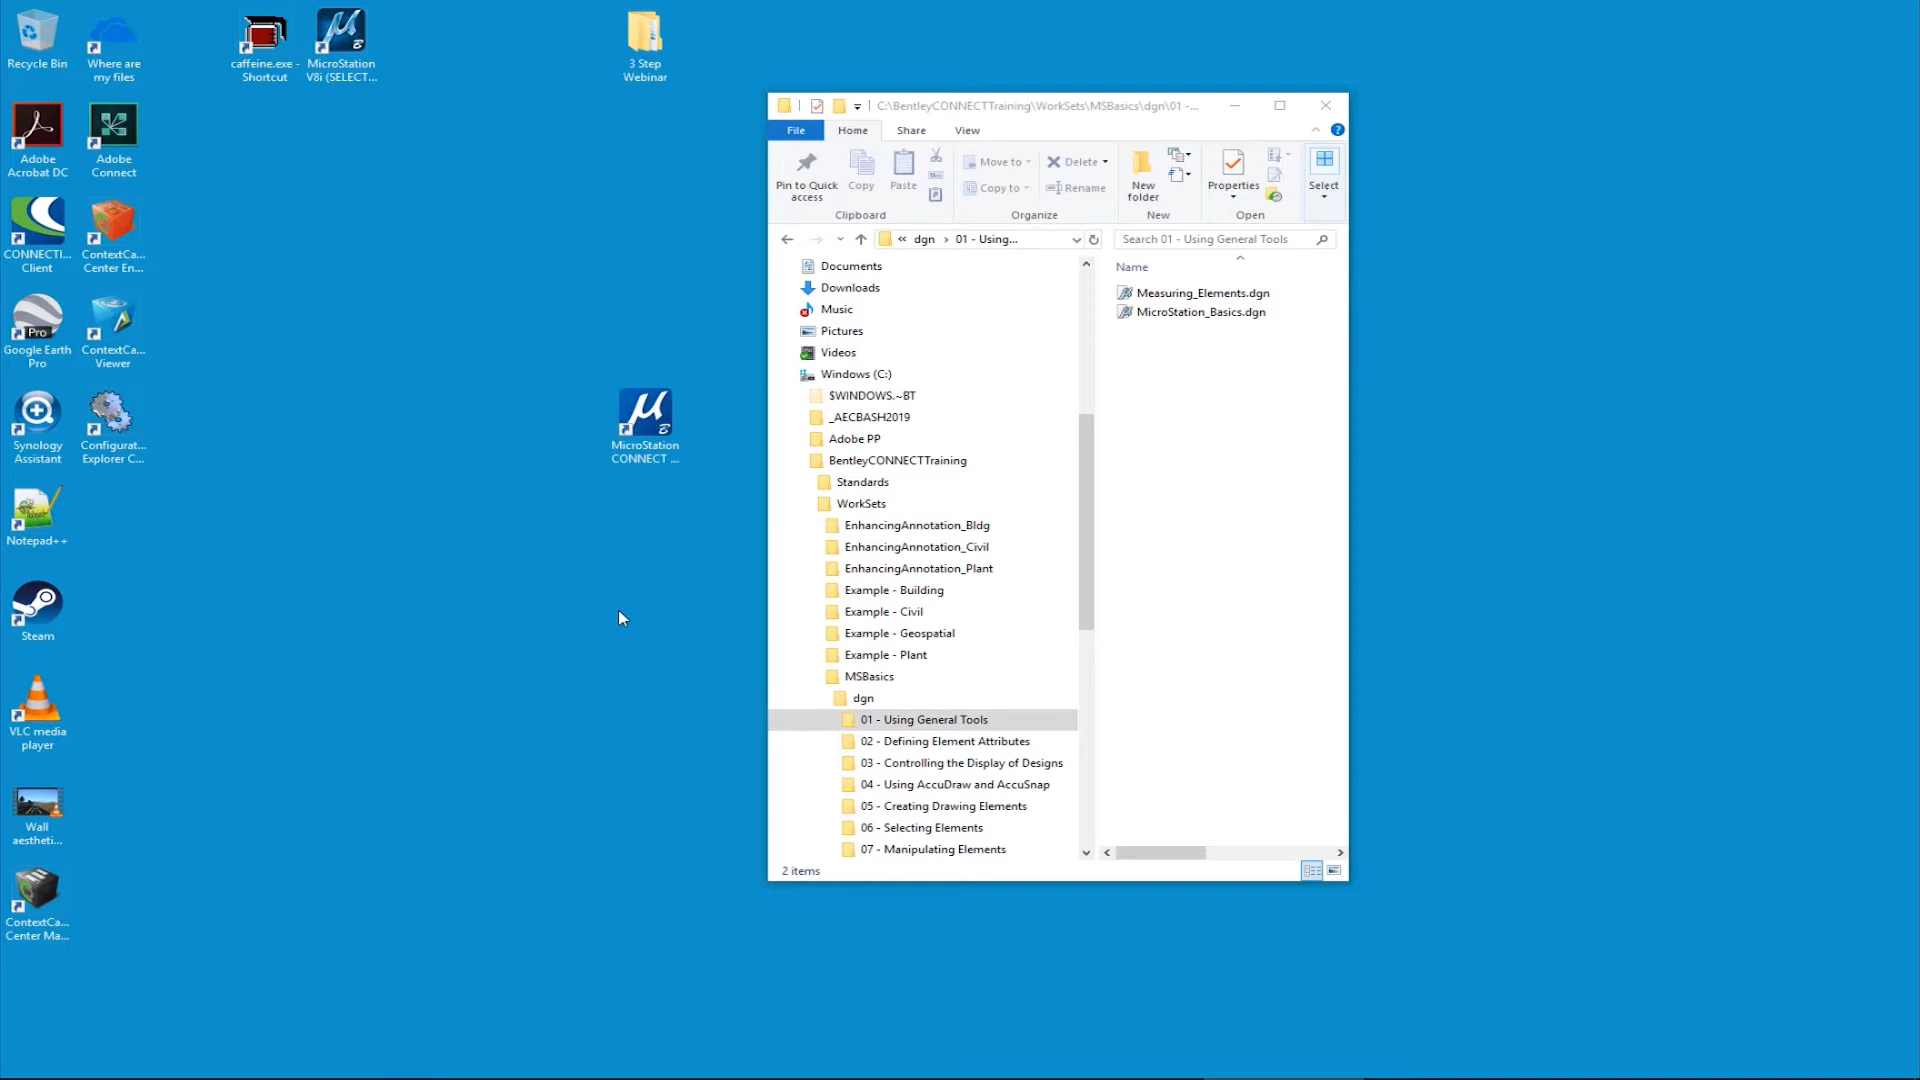 Recycle Bin
Where are
my files
caffeine.exe -
Shortcut
MicroStation
V8i (SELECT...
3 Step
Webinar
Adobe
Acrobat DC
Adobe
Connect
CONNECTI...
Client
ContextCa...
Center En...
Pro
Google Earth
Pro
ContextCa...
Viewer
Synology
Assistant
Configurat...
Explorer C...
MicroStation
CONNECT ...
Notepad++
Steam
VLC media
player
Wall
aestheti...
ContextCa...
Center Ma...
C:\BentleyCONNECTTraining\WorkSets\MSBasics\dgn\01 -...
File
Home
Share
View
Pin to Quick
access
Copy
Paste
Clipboard
Move to
Copy to
Delete
Rename
Organize
New
folder
New
Properties
Open
Select
« dgn › 01 - Using...
Search 01 - Using General Tools
Documents
Downloads
Music
Pictures
Videos
Windows (C:)
$WINDOWS.~BT
_AECBASH2019
Adobe PP
BentleyCONNECTTraining
Standards
WorkSets
EnhancingAnnotation_Bldg
EnhancingAnnotation_Civil
EnhancingAnnotation_Plant
Example - Building
Example - Civil
Example - Geospatial
Example - Plant
MSBasics
dgn
01 - Using General Tools
02 - Defining Element Attributes
03 - Controlling the Display of Designs
04 - Using AccuDraw and AccuSnap
05 - Creating Drawing Elements
06 - Selecting Elements
07 - Manipulating Elements
Name
Measuring_Elements.dgn
MicroStation_Basics.dgn
2 items